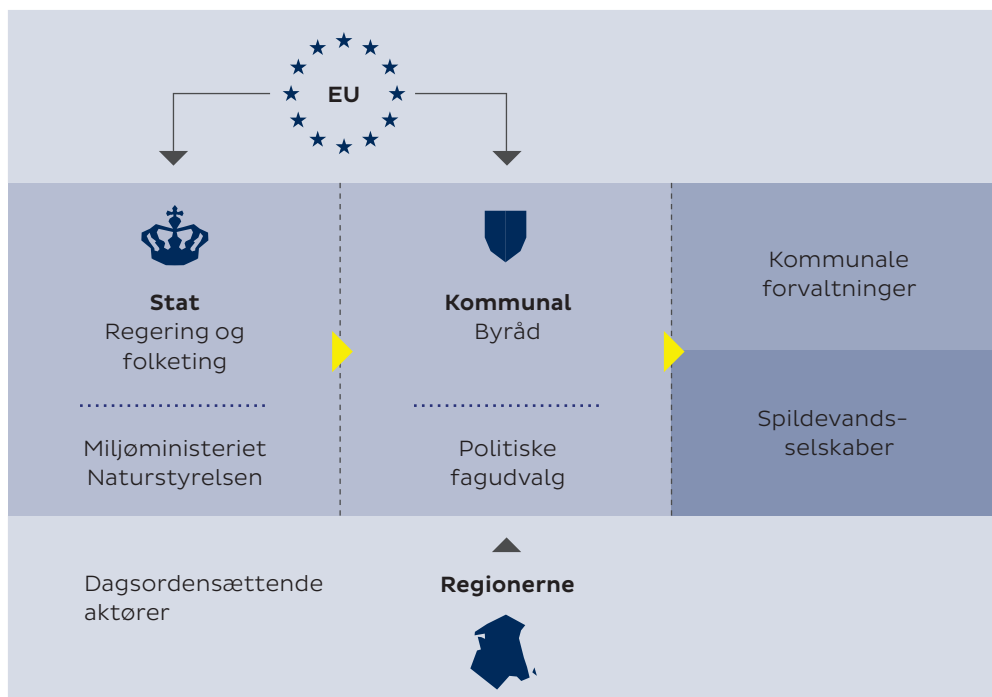 EU
Stat
Regering og
folketing
Miljøministeriet
Naturstyrelsen
Kommunal
Byråd
Politiske
fagudvalg
Kommunale
forvaltninger
Spildevands-
selskaber
Dagsordensættende
aktører
Regionerne